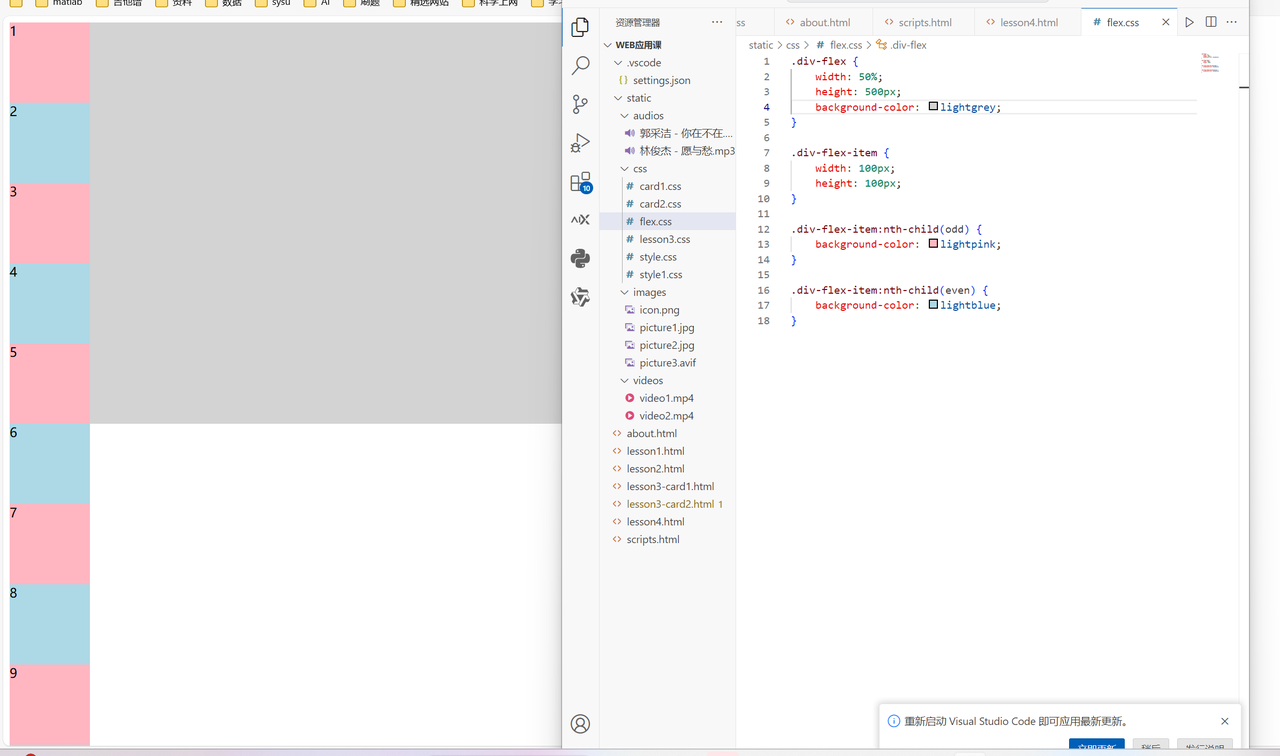 matlab 吉他谱 资料 数据 sysu AI 刷题 精选网站 科学上网
1
2
3
4
5
6
7
8
9
资源管理器 ···
WEB应用课
.vscode
settings.json
static
audios
郭采洁 - 你在不在....
林俊杰 - 愿与愁.mp3
css
card1.css
card2.css
flex.css
lesson3.css
style.css
style1.css
images
icon.png
picture1.jpg
picture2.jpg
picture3.avif
videos
video1.mp4
video2.mp4
about.html
lesson1.html
lesson2.html
lesson3-card1.html
lesson3-card2.html 1
lesson4.html
scripts.html
10
ss about.html scripts.html lesson4.html # flex.css
static > css > # flex.css > .div-flex
1 .div-flex {
2 width: 50%;
3 height: 500px;
4 background-color: lightgrey;
5 }
6
7 .div-flex-item {
8 width: 100px;
9 height: 100px;
10 }
11
12 .div-flex-item:nth-child(odd) {
13 background-color: lightpink;
14 }
15
16 .div-flex-item:nth-child(even) {
17 background-color: lightblue;
18 }
重新启动 Visual Studio Code 即可应用最新更新。
立即更新 稍后 发行说明